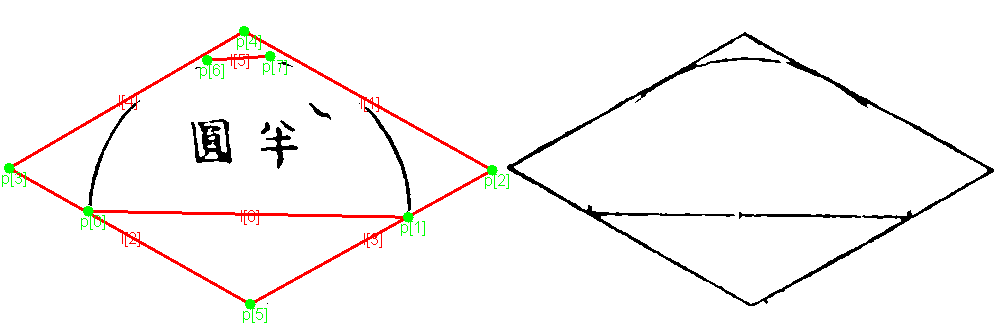 p[4]
p[6]
l[5]
p[7]
l[4]
l[1]
圓 半
p[3]
p[2]
p[0]
l[0]
p[1]
l[2]
l[3]
p[5]